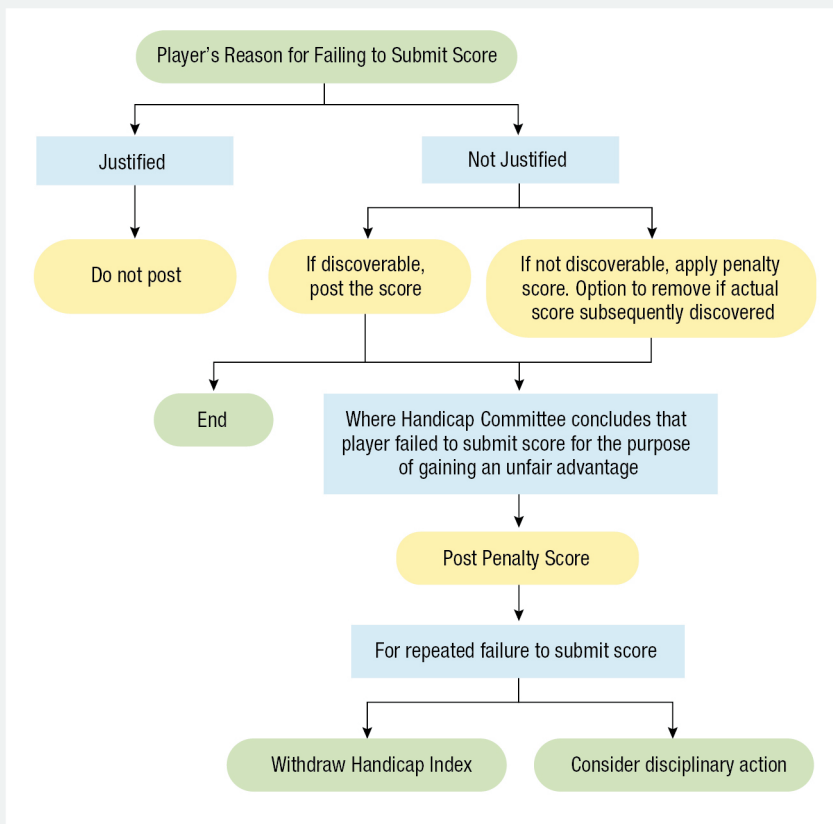 Player’s Reason for Failing to Submit Score
Justified
Not Justified
Do not post
If discoverable,
post the score
If not discoverable, apply penalty
score. Option to remove if actual
score subsequently discovered
End
Where Handicap Committee concludes that
player failed to submit score for the purpose
of gaining an unfair advantage
Post Penalty Score
For repeated failure to submit score
Withdraw Handicap Index
Consider disciplinary action